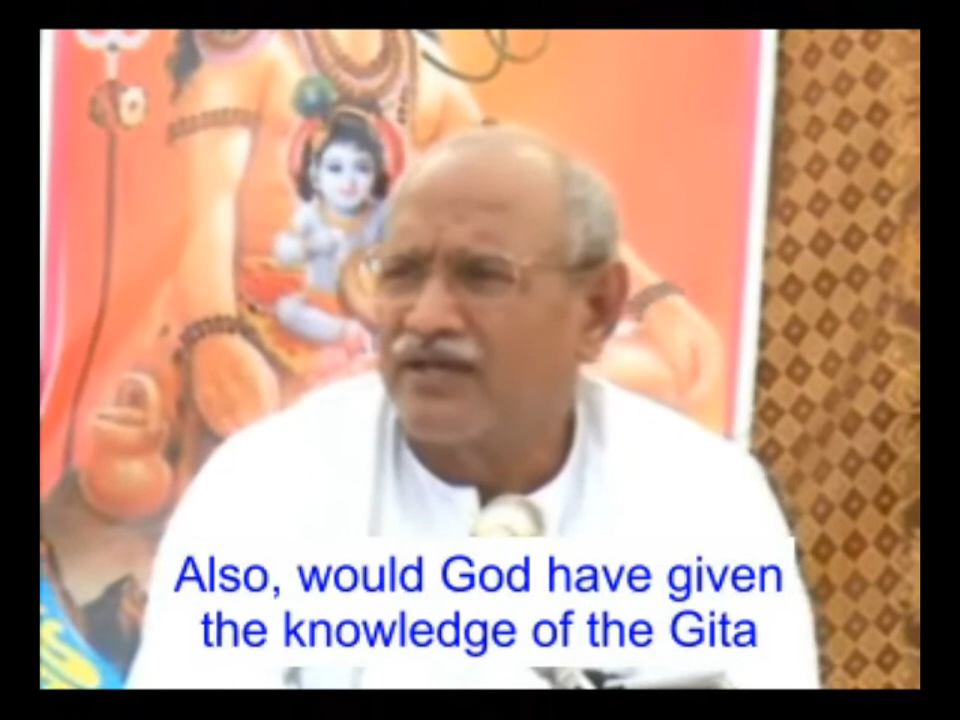 Also, would God have given
the knowledge of the Gita